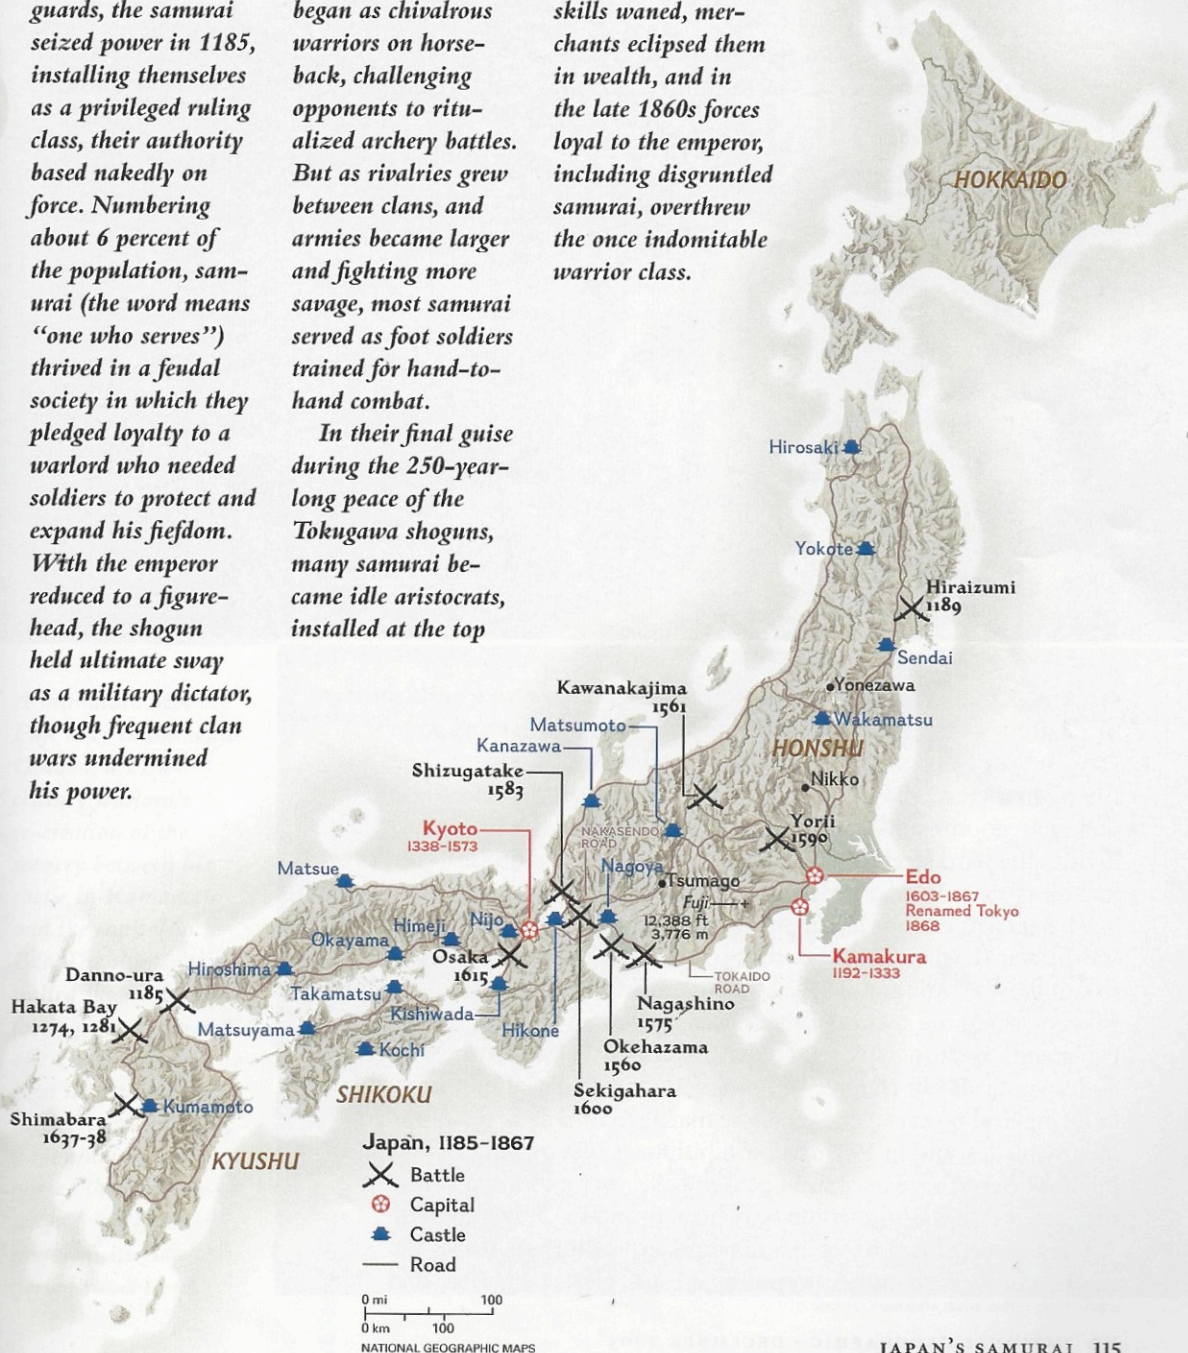 guards, the samurai
seized power in 1185,
installing themselves
as a privileged ruling
class, their authority
based nakedly on
force. Numbering
about 6 percent of
the population, sam-
urai (the word means
“one who serves”)
thrived in a feudal
society in which they
pledged loyalty to a
warlord who needed
soldiers to protect and
expand his fiefdom.
With the emperor
reduced to a figure-
head, the shogun
held ultimate sway
as a military dictator,
though frequent clan
wars undermined
his power.
began as chivalrous
warriors on horse-
back, challenging
opponents to ritu-
alized archery battles.
But as rivalries grew
between clans, and
armies became larger
and fighting more
savage, most samurai
served as foot soldiers
trained for hand-to-
hand combat.
In their final guise
during the 250-year-
long peace of the
Tokugawa shoguns,
many samurai be-
came idle aristocrats,
installed at the top
skills waned, mer-
chants eclipsed them
in wealth, and in
the late 1860s forces
loyal to the emperor,
including disgruntled
samurai, overthrew
the once indomitable
warrior class.
HOKKAIDO
Hirosaki
Yokote
Hiraizumi
1189
Sendai
Yonezawa
Wakamatsu
HONSHU
Nikko
Kawanakajima
1561
Matsumoto
Kanazawa
Shizugatake
1583
Yorii
1590
Kyoto
1338-1573
NAKASENDO
ROAD
Nagoya
Tsumago
Fuji
12,388 ft
3,776 m
Edo
1603-1867
Renamed Tokyo
1868
Kamakura
1192-1333
Matsue
Himeji
Nijo
Okayama
Osaka
1615
Hiroshima
Danno-ura
1185
Hakata Bay
1274, 1281
Takamatsu
Kishiwada
Matsuyama
Hikone
Kochi
TOKAIDO
ROAD
Nagashino
1575
Okehazama
1560
Sekigahara
1600
SHIKOKU
Kumamoto
Shimabara
1637-38
KYUSHU
Japan, 1185-1867
Battle
Capital
Castle
Road
0 mi 100
0 km 100
NATIONAL GEOGRAPHIC MAPS
JAPAN'S SAMURAI 115